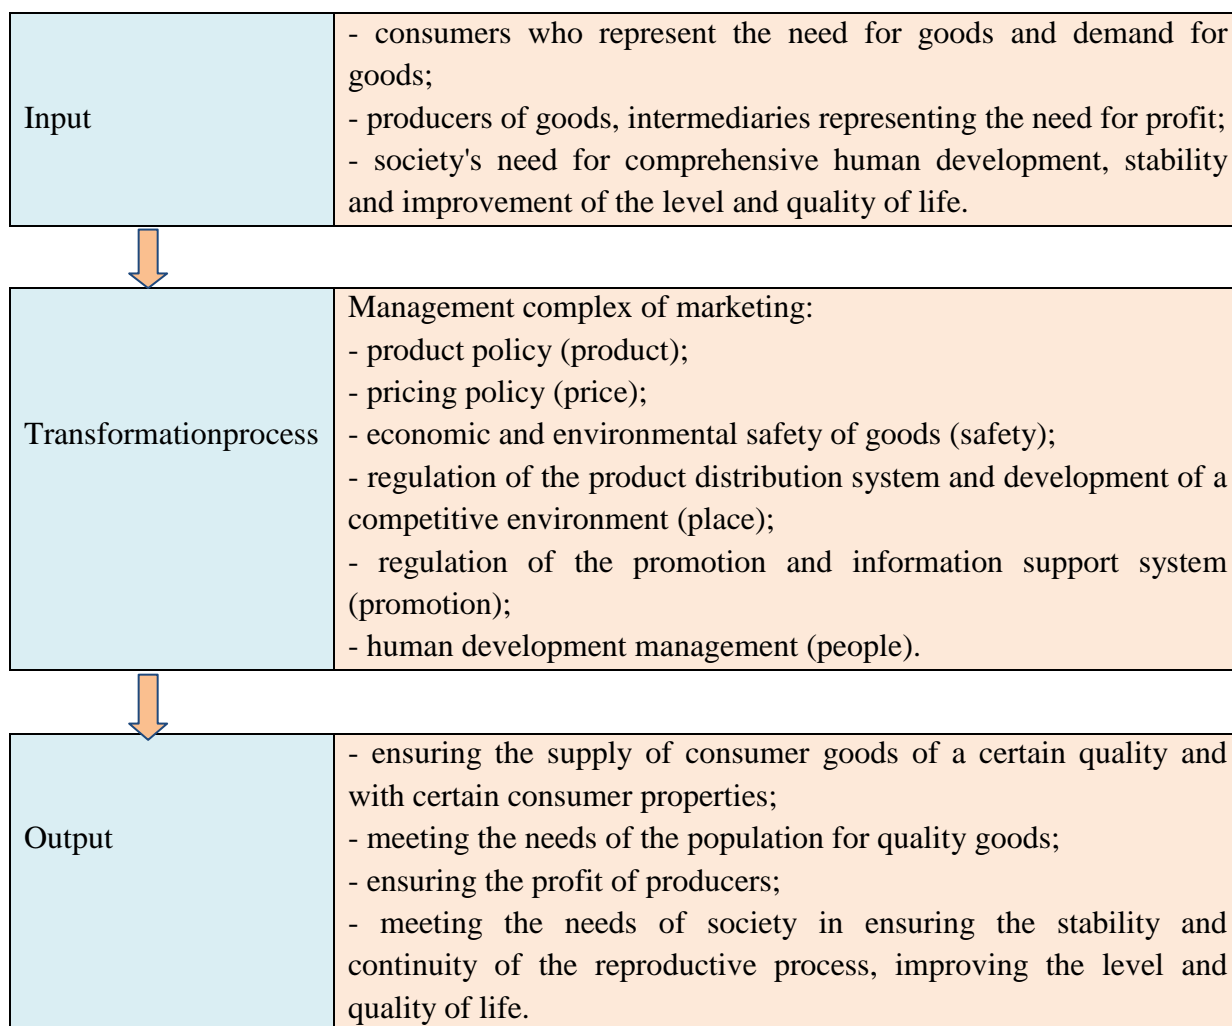 Input
- consumers who represent the need for goods and demand for
goods;
- producers of goods, intermediaries representing the need for profit;
- society's need for comprehensive human development, stability
and improvement of the level and quality of life.
Transformationprocess
Management complex of marketing:
- product policy (product);
- pricing policy (price);
- economic and environmental safety of goods (safety);
- regulation of the product distribution system and development of a
competitive environment (place);
- regulation of the promotion and information support system
(promotion);
- human development management (people).
Output
- ensuring the supply of consumer goods of a certain quality and
with certain consumer properties;
- meeting the needs of the population for quality goods;
- ensuring the profit of producers;
- meeting the needs of society in ensuring the stability and
continuity of the reproductive process, improving the level and
quality of life.